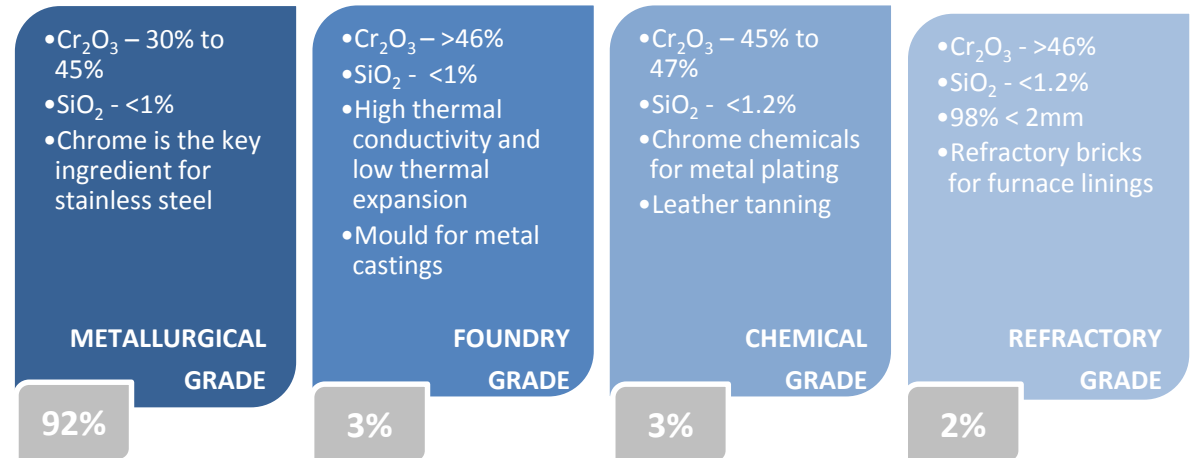 •Cr₂O₃ – 30% to
45%
•SiO₂ - <1%
•Chrome is the key
ingredient for
stainless steel
METALLURGICAL
GRADE
92%
•Cr₂O₃ – >46%
•SiO₂ - <1%
•High thermal
conductivity and
low thermal
expansion
•Mould for metal
castings
FOUNDRY
GRADE
3%
•Cr₂O₃ – 45% to
47%
•SiO₂ - <1.2%
•Chrome chemicals
for metal plating
•Leather tanning
CHEMICAL
GRADE
3%
•Cr₂O₃ - >46%
•SiO₂ - <1.2%
•98% < 2mm
•Refractory bricks
for furnace linings
REFRACTORY
GRADE
2%